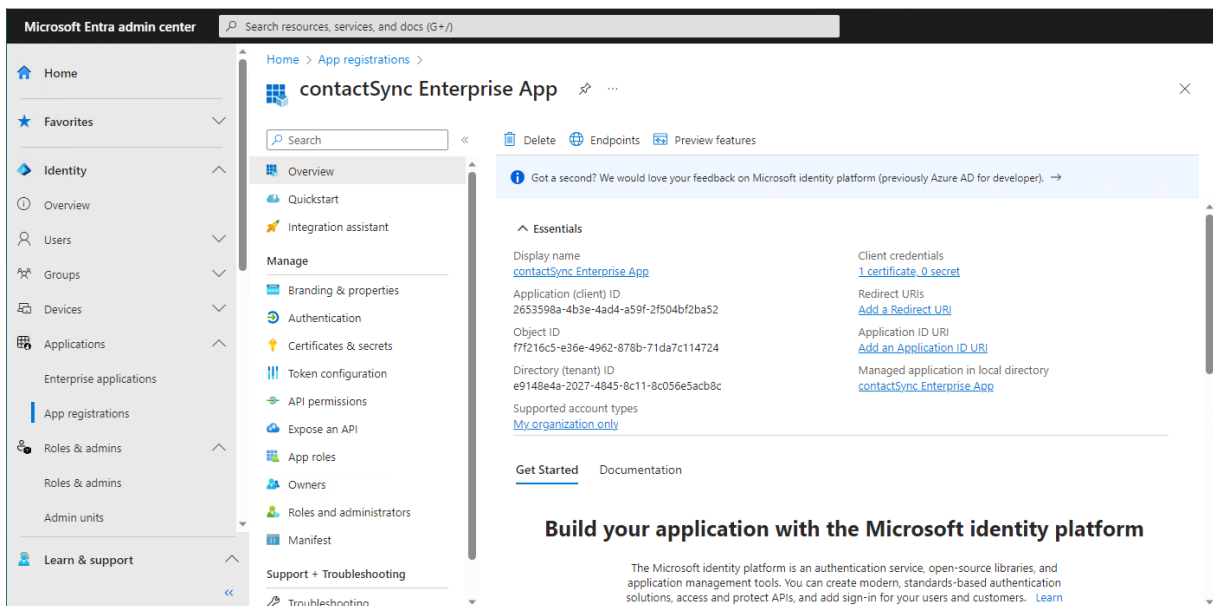 Microsoft Entra admin center
Search resources, services, and docs (G+/)
Home
Favorites
Identity
Overview
Users
Groups
Devices
Applications
Enterprise applications
App registrations
Roles & admins
Roles & admins
Admin units
Learn & support
«
Home > App registrations >
contactSync Enterprise App ...
Search «
Overview
Quickstart
Integration assistant
Manage
Branding & properties
Authentication
Certificates & secrets
Token configuration
API permissions
Expose an API
App roles
Owners
Roles and administrators
Manifest
Support + Troubleshooting
Troubleshooting
Delete Endpoints Preview features
Got a second? We would love your feedback on Microsoft identity platform (previously Azure AD for developer). →
Essentials
Display name
contactSync Enterprise App
Application (client) ID
2653598a-4b3e-4ad4-a59f-2f504bf2ba52
Object ID
f7f216c5-e36e-4962-878b-71da7c114724
Directory (tenant) ID
e9148e4a-2027-4845-8c11-8c056e5acb8c
Supported account types
My organization only
Client credentials
1 certificate, 0 secret
Redirect URIs
Add a Redirect URI
Application ID URI
Add an Application ID URI
Managed application in local directory
contactSync Enterprise App
Get Started Documentation
Build your application with the Microsoft identity platform
The Microsoft identity platform is an authentication service, open-source libraries, and
application management tools. You can create modern, standards-based authentication
solutions, access and protect APIs, and add sign-in for your users and customers. Learn